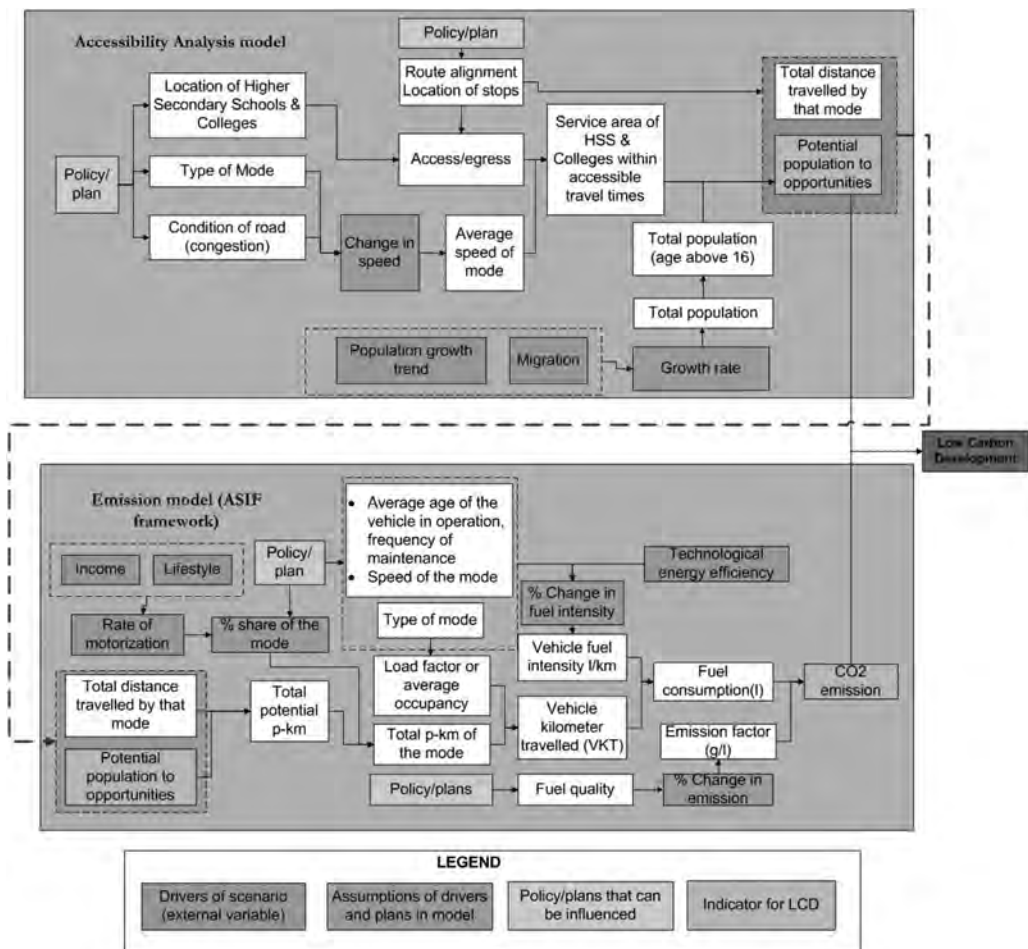 Accessibility Analysis model
Policy/plan
Location of Higher
Secondary Schools &
Colleges
Route alignment
Location of stops
Total distance
travelled by
that mode
Service area of
HSS &
Colleges within
accessible
travel times
Access/egress
Potential
population to
opportunities
Policy/
plan
Type of Mode
Condition of road
(congestion)
Change in
speed
Average
speed of
mode
Total population
(age above 16)
Total population
Population growth
trend
Migration
Growth rate
Low Carbon
Development
Emission model (ASIF
framework)
• Average age of the
vehicle in operation,
frequency of
maintenance
• Speed of the mode
Income
Lifestyle
Policy/
plan
Technological
energy efficiency
% Change in
fuel intensity
Rate of
motorization
% share of the
mode
Type of mode
Vehicle fuel
intensity l/km
Load factor or
average
occupancy
Fuel
consumption(l)
CO2
emission
Total distance
travelled by that
mode
Total
potential
p-km
Total p-km of
the mode
Vehicle
kilometer
travelled (VKT)
Emission factor
(g/l)
Potential
population to
opportunities
Policy/plans
Fuel quality
% Change in
emission
LEGEND
Drivers of scenario
(external variable)
Assumptions of drivers
and plans in model
Policy/plans that can
be influenced
Indicator for LCD